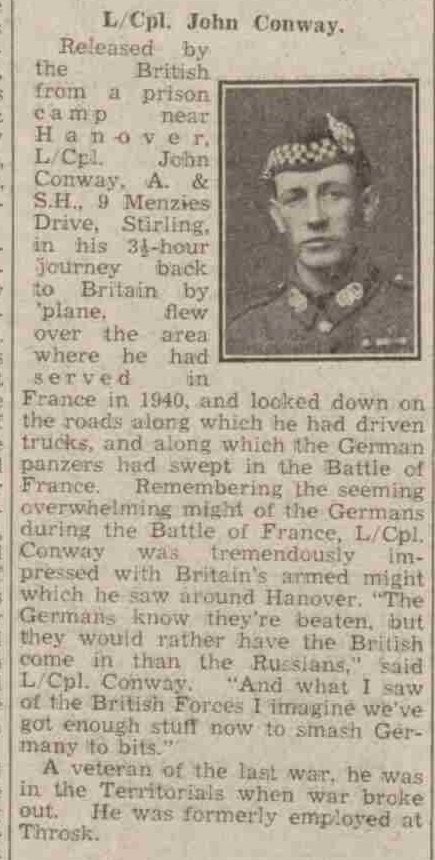 L/Cpl. John Conway.
Released by
the British
from a prison
camp near
Hanover,
L/Cpl. John
Conway, A. &
S.H., 9 Menzies
Drive, Stirling,
in his 3½-hour
journey back
to Britain by
'plane, flew
over the area
where he had
served in
France in 1940, and looked down on
the roads along which he had driven
trucks, and along which the German
panzers had swept in the Battle of
France. Remembering the seeming
overwhelming might of the Germans
during the Battle of France, L/Cpl.
Conway was tremendously im-
pressed with Britain's armed might
which he saw around Hanover. "The
Germans know they're beaten, but
they would rather have the British
come in than the Russians," said
L/Cpl. Conway. "And what I saw
of the British Forces I imagine we've
got enough stuff now to smash Ger-
many to bits."
A veteran of the last war, he was
in the Territorials when war broke
out. He was formerly employed at
Throsk.